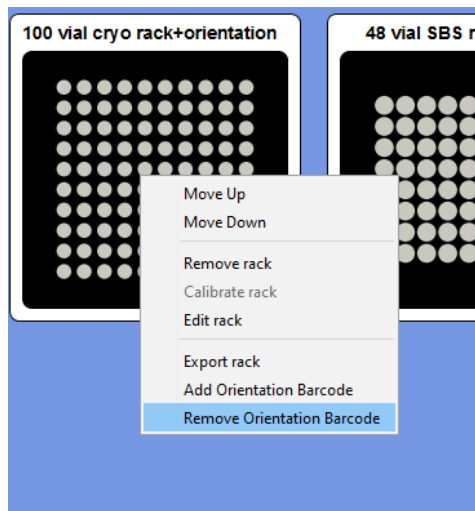 100 vial cryo rack+orientation
48 vial SBS
Move Up
Move Down
Remove rack
Calibrate rack
Edit rack
Export rack
Add Orientation Barcode
Remove Orientation Barcode